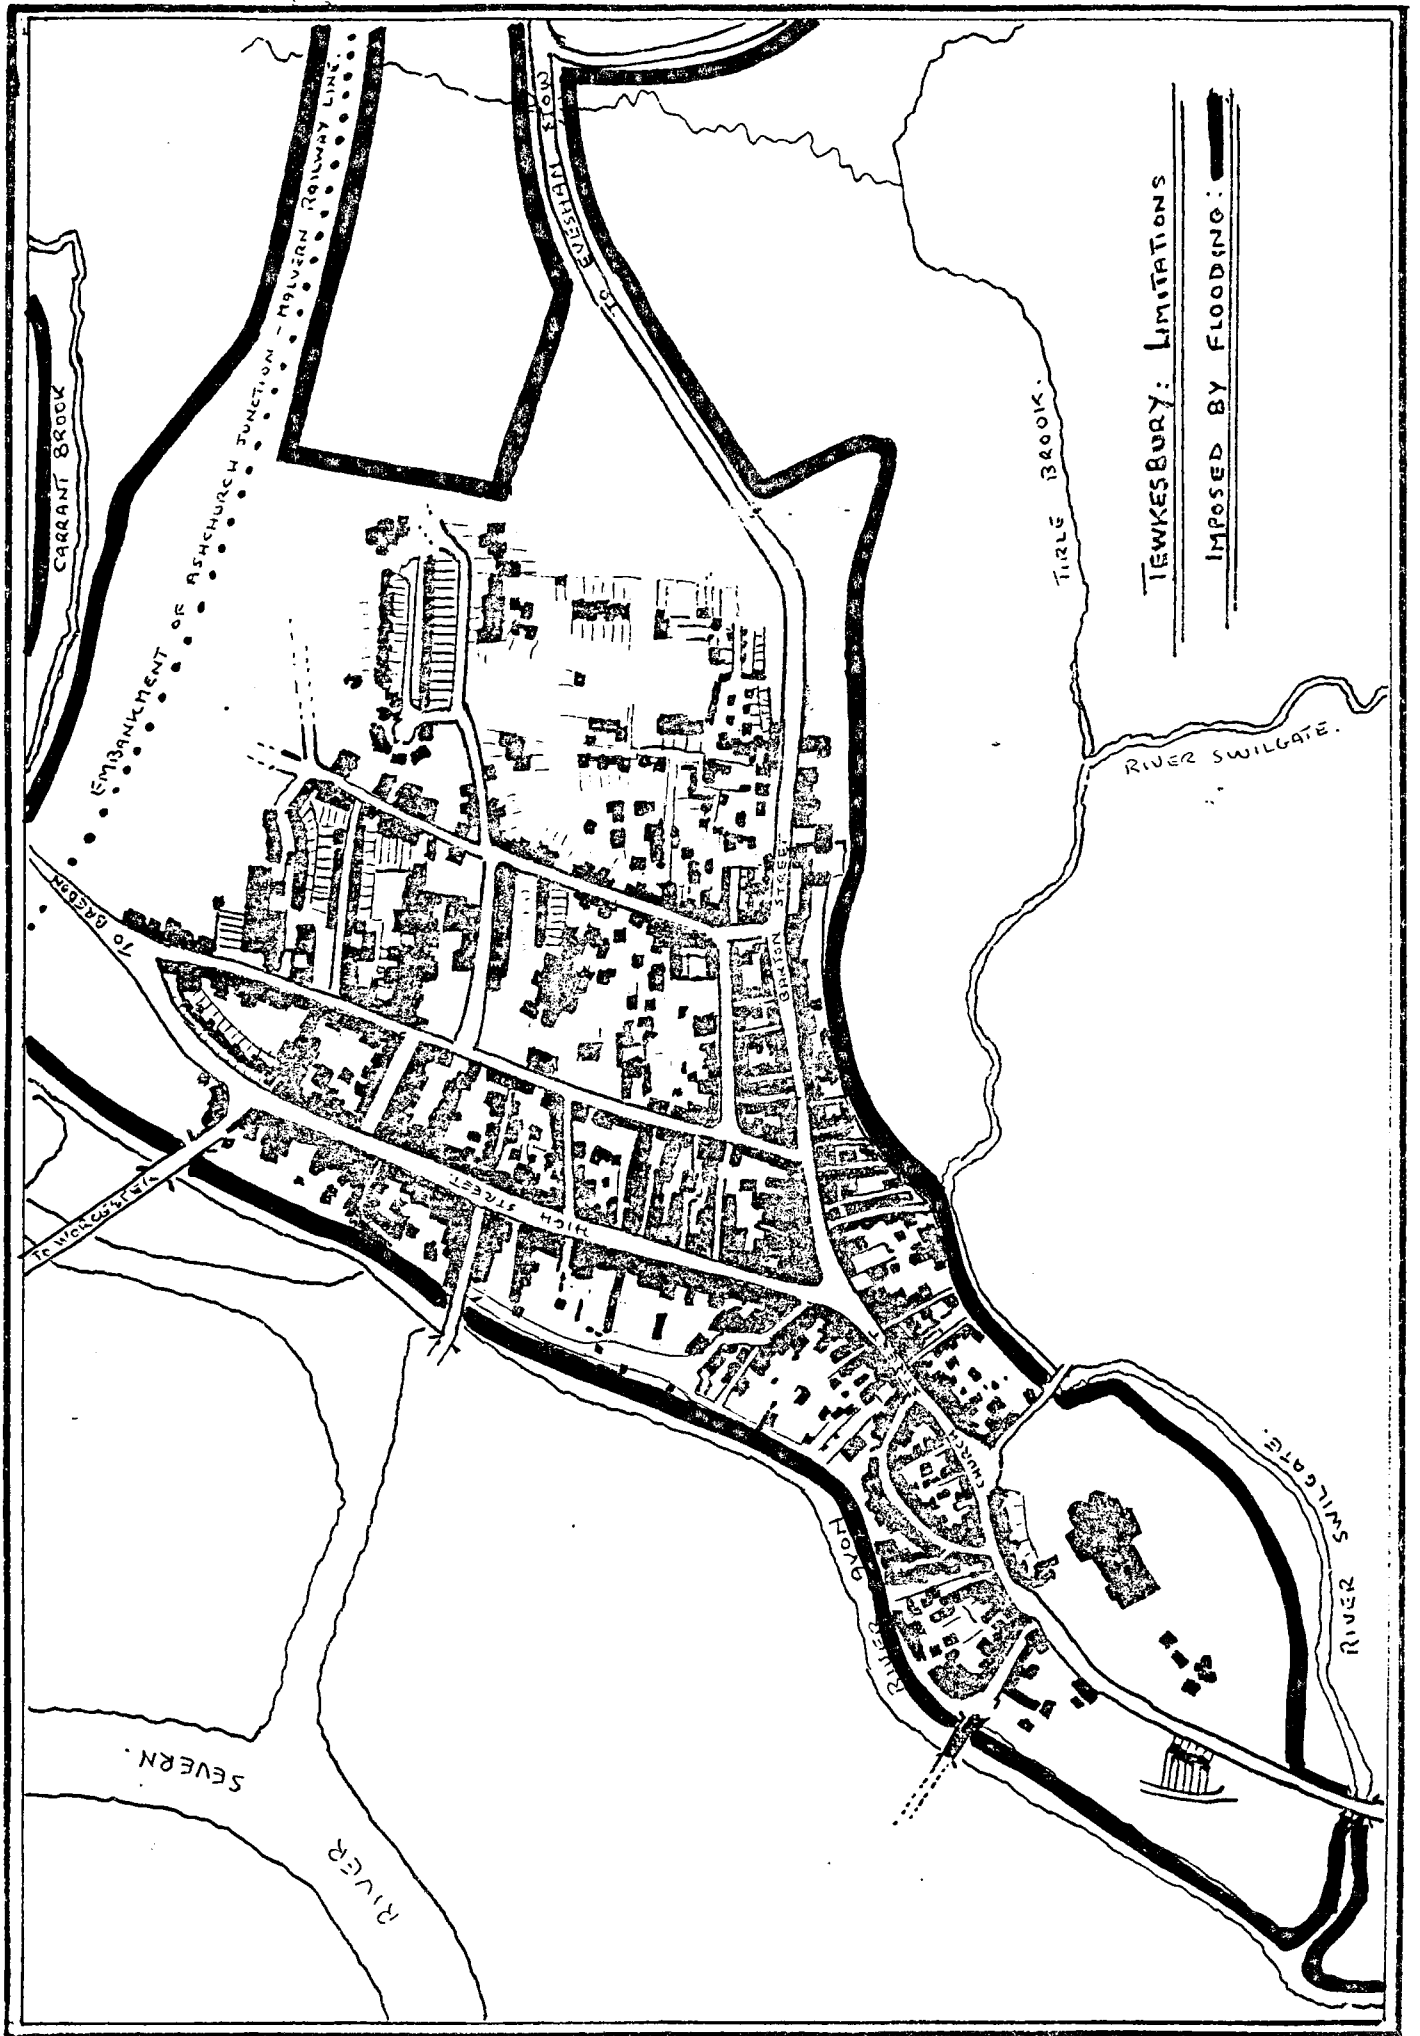 TEWKESBURY: LIMITATIONS
IMPOSED BY FLOODING:
EMBANKMENT OF ASHCHURCH JUNCTION - MALVERN RAILWAY LINE.
CARRANT BROOK
TO EVESHAM
TIRLE BROOK.
RIVER SWILGATE.
TO BREDON
BARTON STREET
HIGH STREET
TO WORCESTER
CHURCH ST
RIVER AVON
RIVER SWILGATE.
RIVER SEVERN.